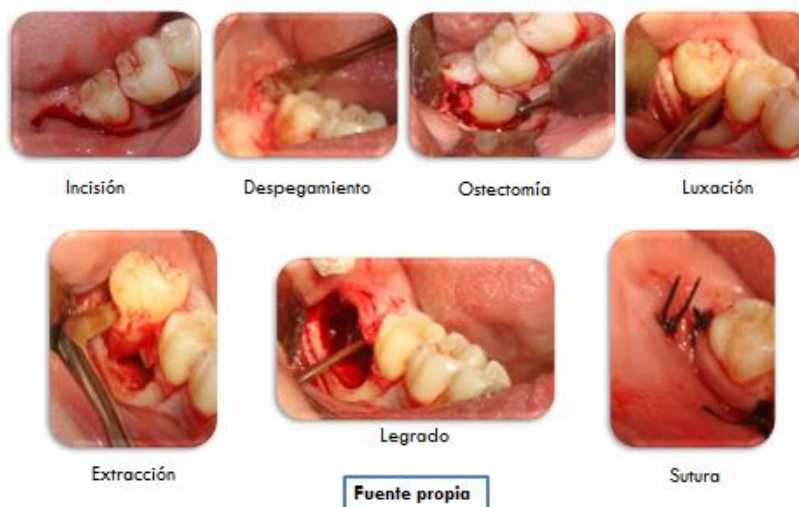 Incisión
Despegamiento
Ostectomía
Luxación
Extracción
Legrado
Sutura
Fuente propia